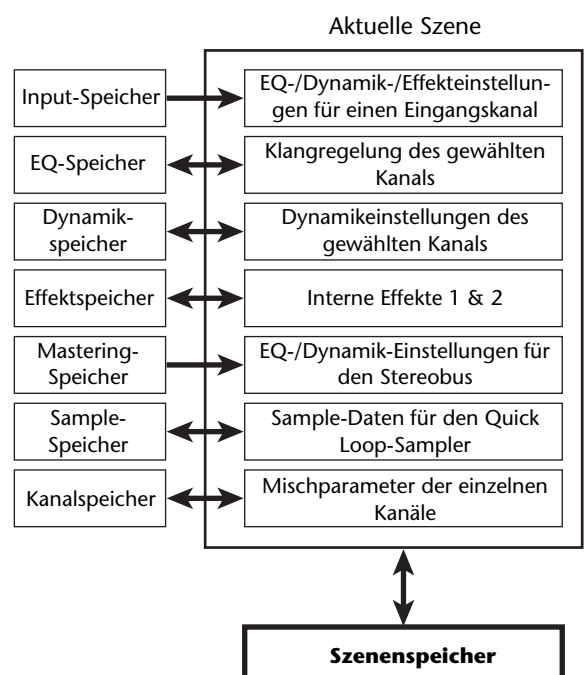 Aktuelle Szene
Input-Speicher
EQ-/Dynamik-/Effekteinstellun-
gen für einen Eingangskanal
EQ-Speicher
Klangregelung des gewählten
Kanals
Dynamik-
speicher
Dynamikeinstellungen des
gewählten Kanals
Effektspeicher
Interne Effekte 1 & 2
Mastering-
Speicher
EQ-/Dynamik-Einstellungen für
den Stereobus
Sample-
Speicher
Sample-Daten für den Quick
Loop-Sampler
Kanalspeicher
Mischparameter der einzelnen
Kanäle
Szenenspeicher